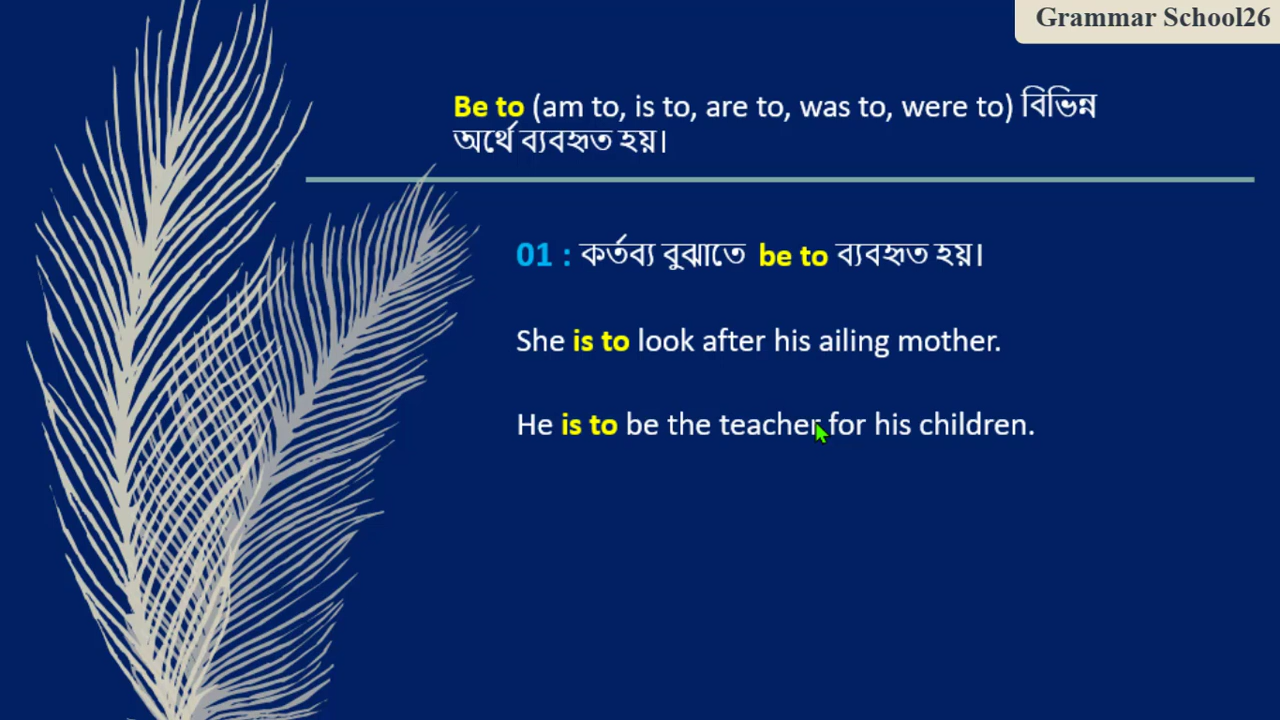 Grammar School26
Be to (am to, is to, are to, was to, were to) বিভিন্ন
অর্থে ব্যবহৃত হয়।
01 : কর্তব্য বুঝাতে be to ব্যবহৃত হয়।
She is to look after his ailing mother.
He is to be the teacher for his children.